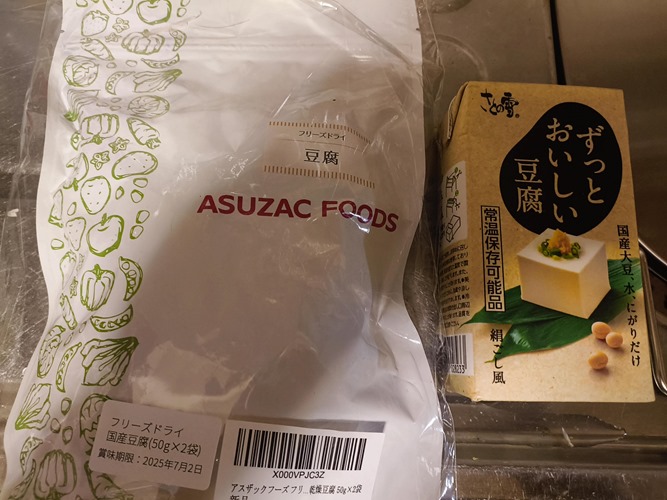 フリーズドライ
豆腐
ASUZAC FOODS
フリーズドライ
国産豆腐(50g×2袋)
賞味期限：2025年7月2日
X000VPJC3Z
アスザックフーズ フリ...乾燥豆腐 50g×2袋
新品
さとの雪
ずっと
おいしい
豆腐
常温保存可能品
国産大豆、水、にがりだけ
絹ごし風